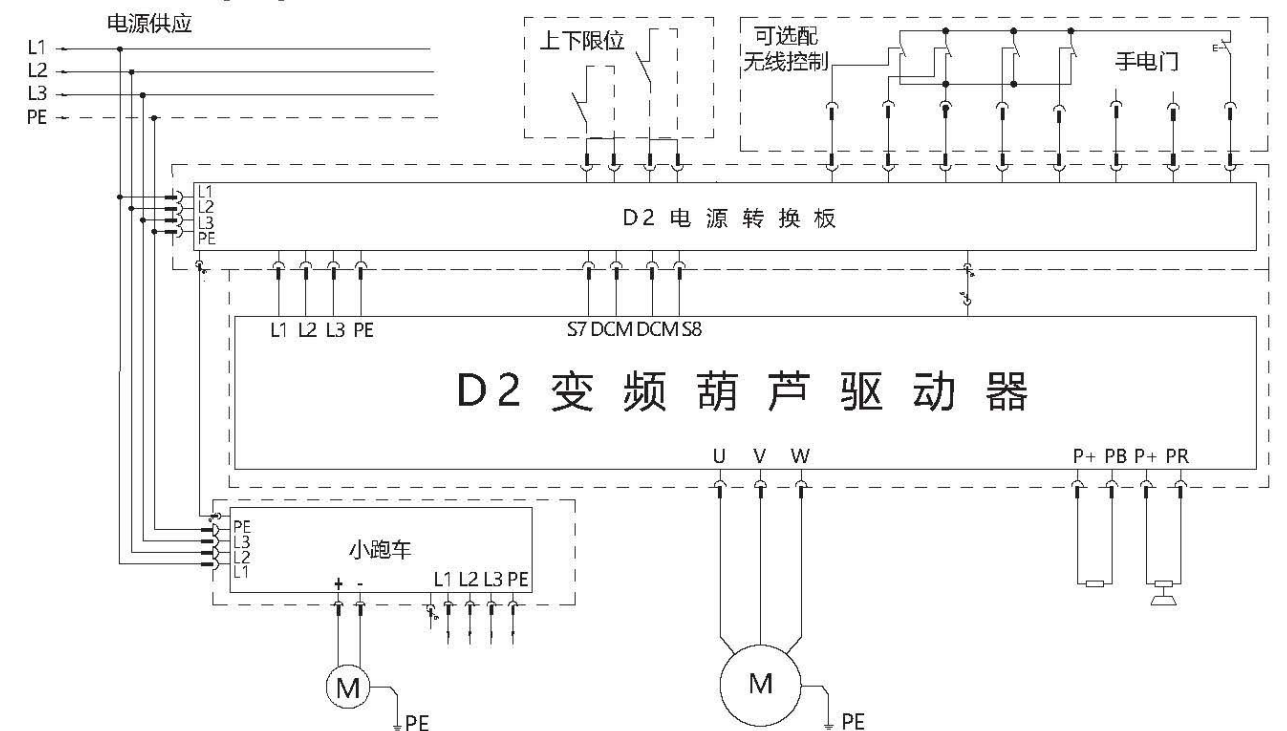 电源供应
L1
L2
L3
PE
上下限位
可选配
无线控制
手电门
L1
L2
L3
PE
D2 电 源 转 换 板
L1 L2 L3 PE
S7 DCM DCM S8
D2 变 频 葫 芦 驱 动 器
U V W
P+ PB P+ PR
PE
L3
L2
L1
小跑车
+ -
L1 L2 L3 PE
M
PE
M
PE